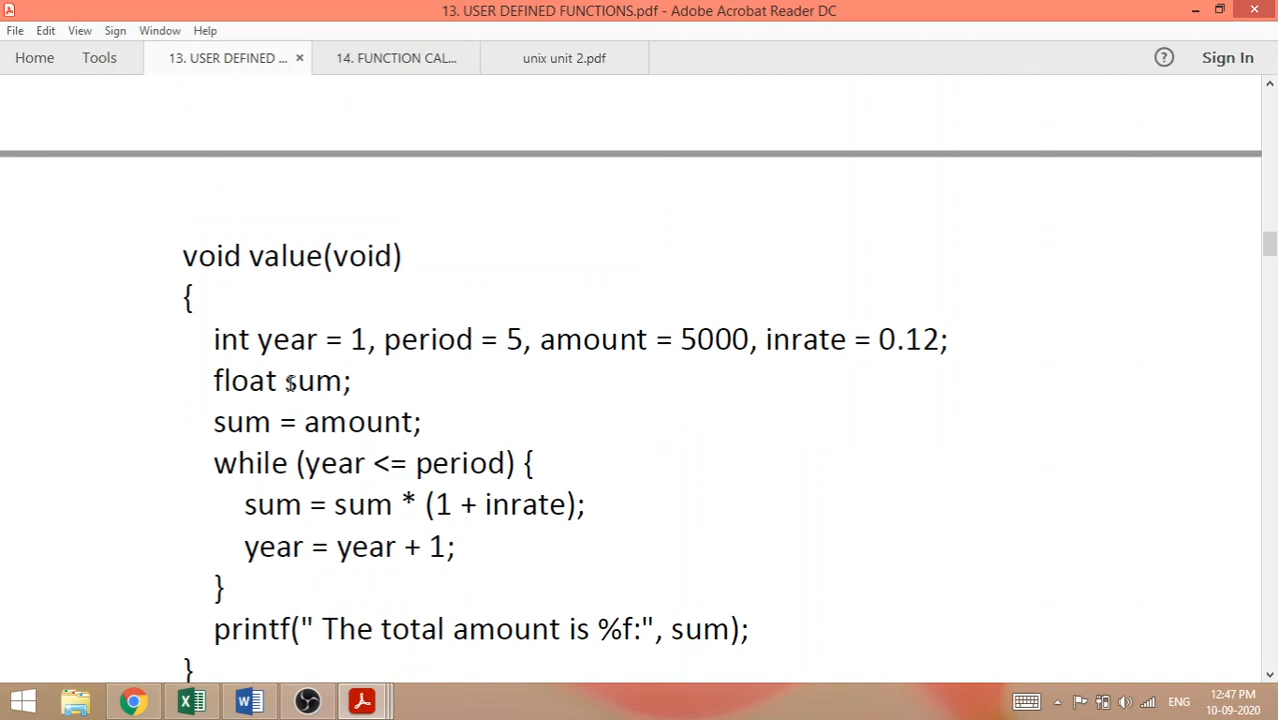 13. USER DEFINED FUNCTIONS.pdf - Adobe Acrobat Reader DC
File Edit View Sign Window Help
Home Tools 13. USER DEFINED ... × 14. FUNCTION CAL... unix unit 2.pdf ? Sign In
void value(void)
{
int year = 1, period = 5, amount = 5000, inrate = 0.12;
float sum;
sum = amount;
while (year <= period) {
sum = sum * (1 + inrate);
year = year + 1;
}
printf(" The total amount is %f:", sum);
}
ENG 12:47 PM
10-09-2020